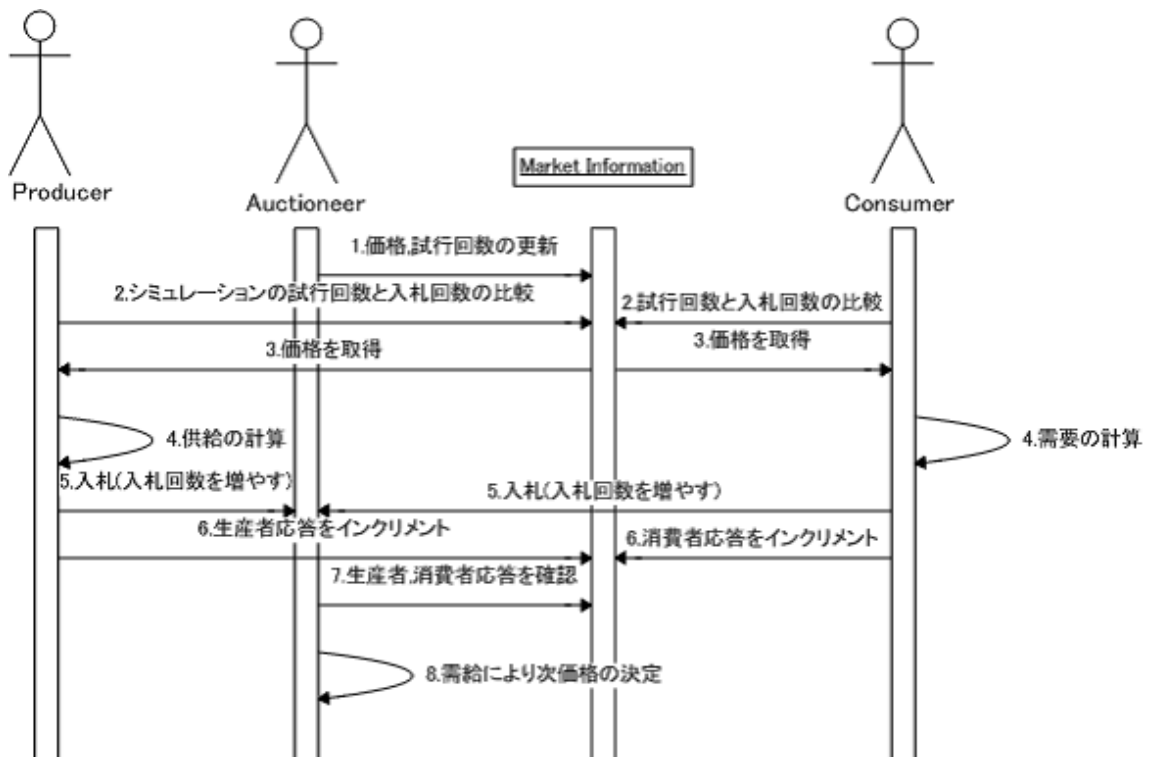 Producer
Auctioneer
Market Information
Consumer
1.価格,試行回数の更新
2.シミュレーションの試行回数と入札回数の比較
2.試行回数と入札回数の比較
3.価格を取得
3.価格を取得
4.供給の計算
4.需要の計算
5.入札(入札回数を増やす)
5.入札(入札回数を増やす)
6.生産者応答をインクリメント
6.消費者応答をインクリメント
7.生産者,消費者応答を確認
8.需給により次価格の決定